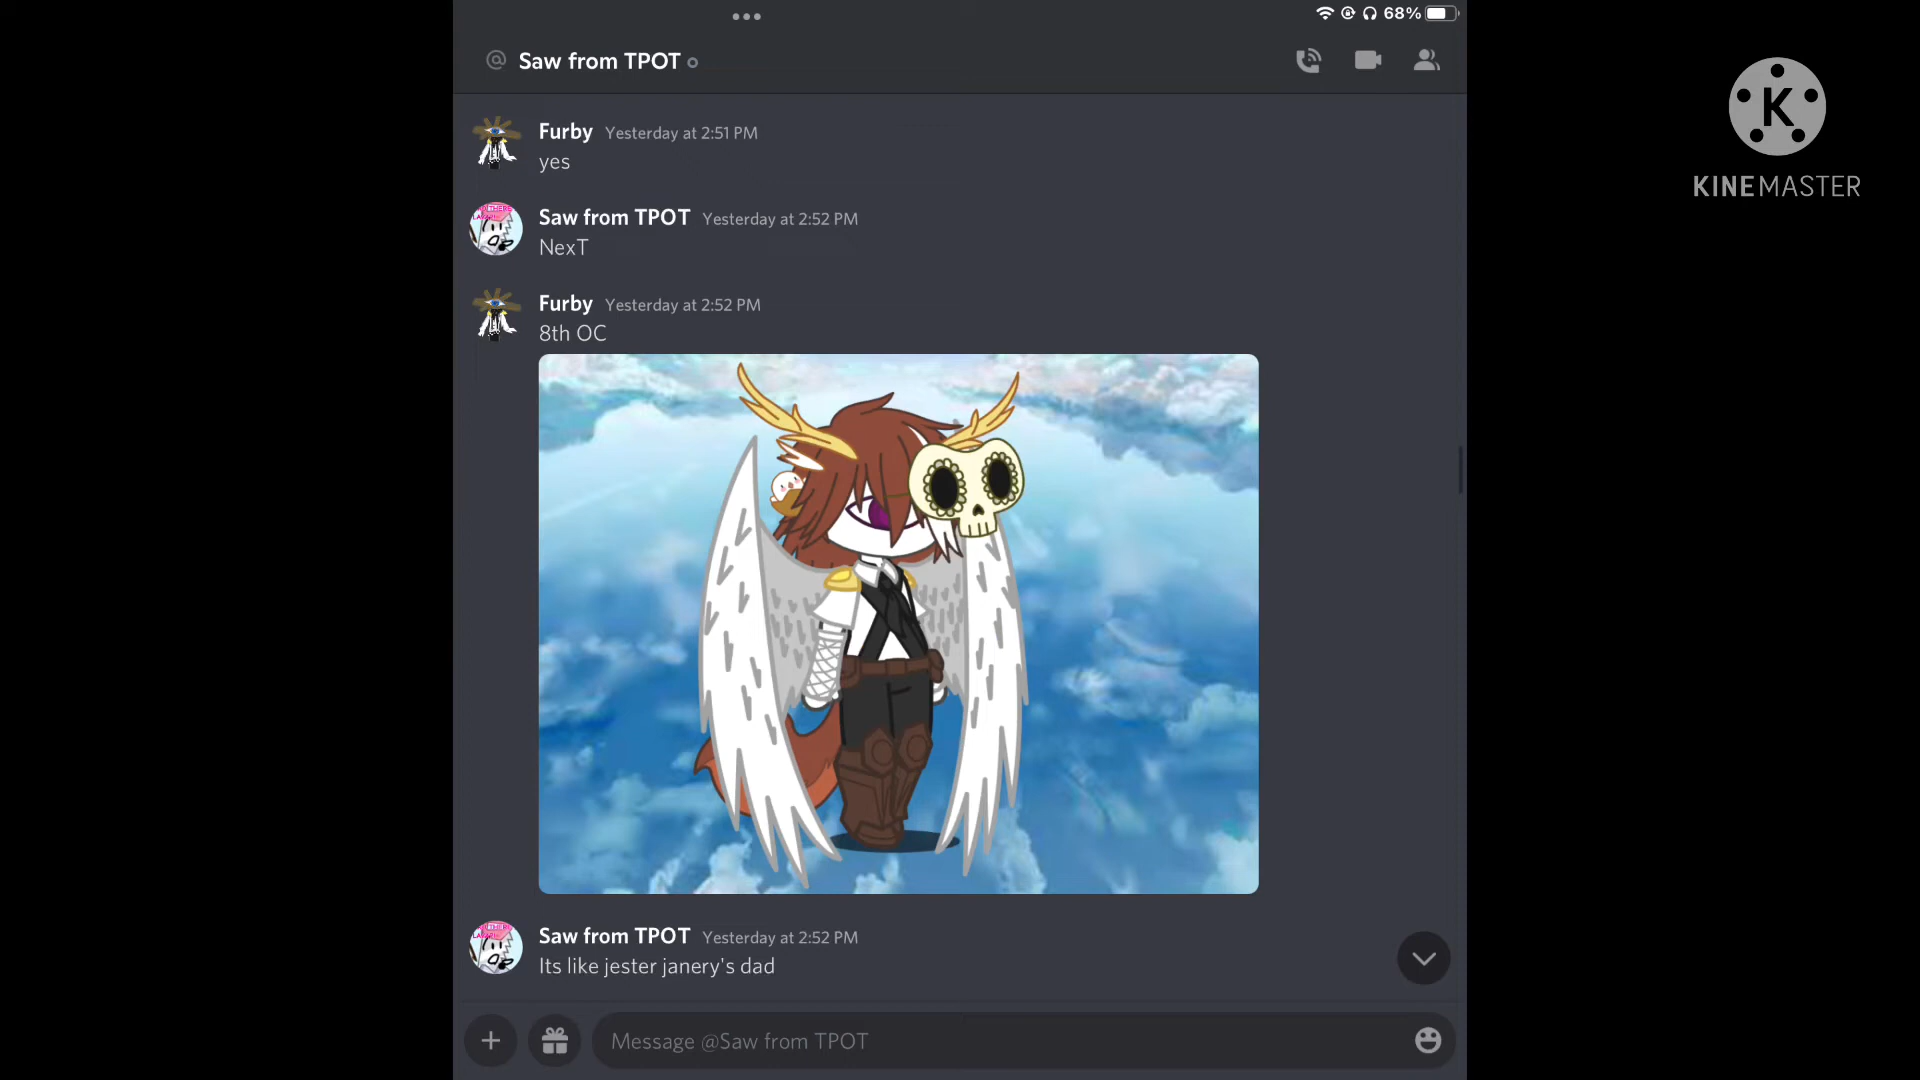 68%
@ Saw from TPOT
Furby Yesterday at 2:51 PM
yes
Saw from TPOT Yesterday at 2:52 PM
NexT
Furby Yesterday at 2:52 PM
8th OC
Saw from TPOT Yesterday at 2:52 PM
Its like jester janery's dad
Message @Saw from TPOT
K
KINEMASTER